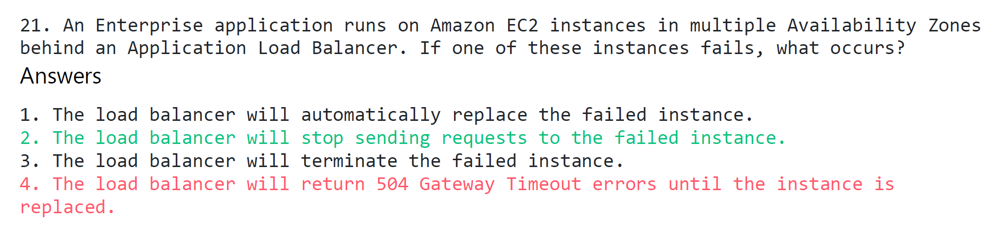 21. An Enterprise application runs on Amazon EC2 instances in multiple Availability Zones
behind an Application Load Balancer. If one of these instances fails, what occurs?
Answers
1. The load balancer will automatically replace the failed instance.
2. The load balancer will stop sending requests to the failed instance.
3. The load balancer will terminate the failed instance.
4. The load balancer will return 504 Gateway Timeout errors until the instance is
replaced.